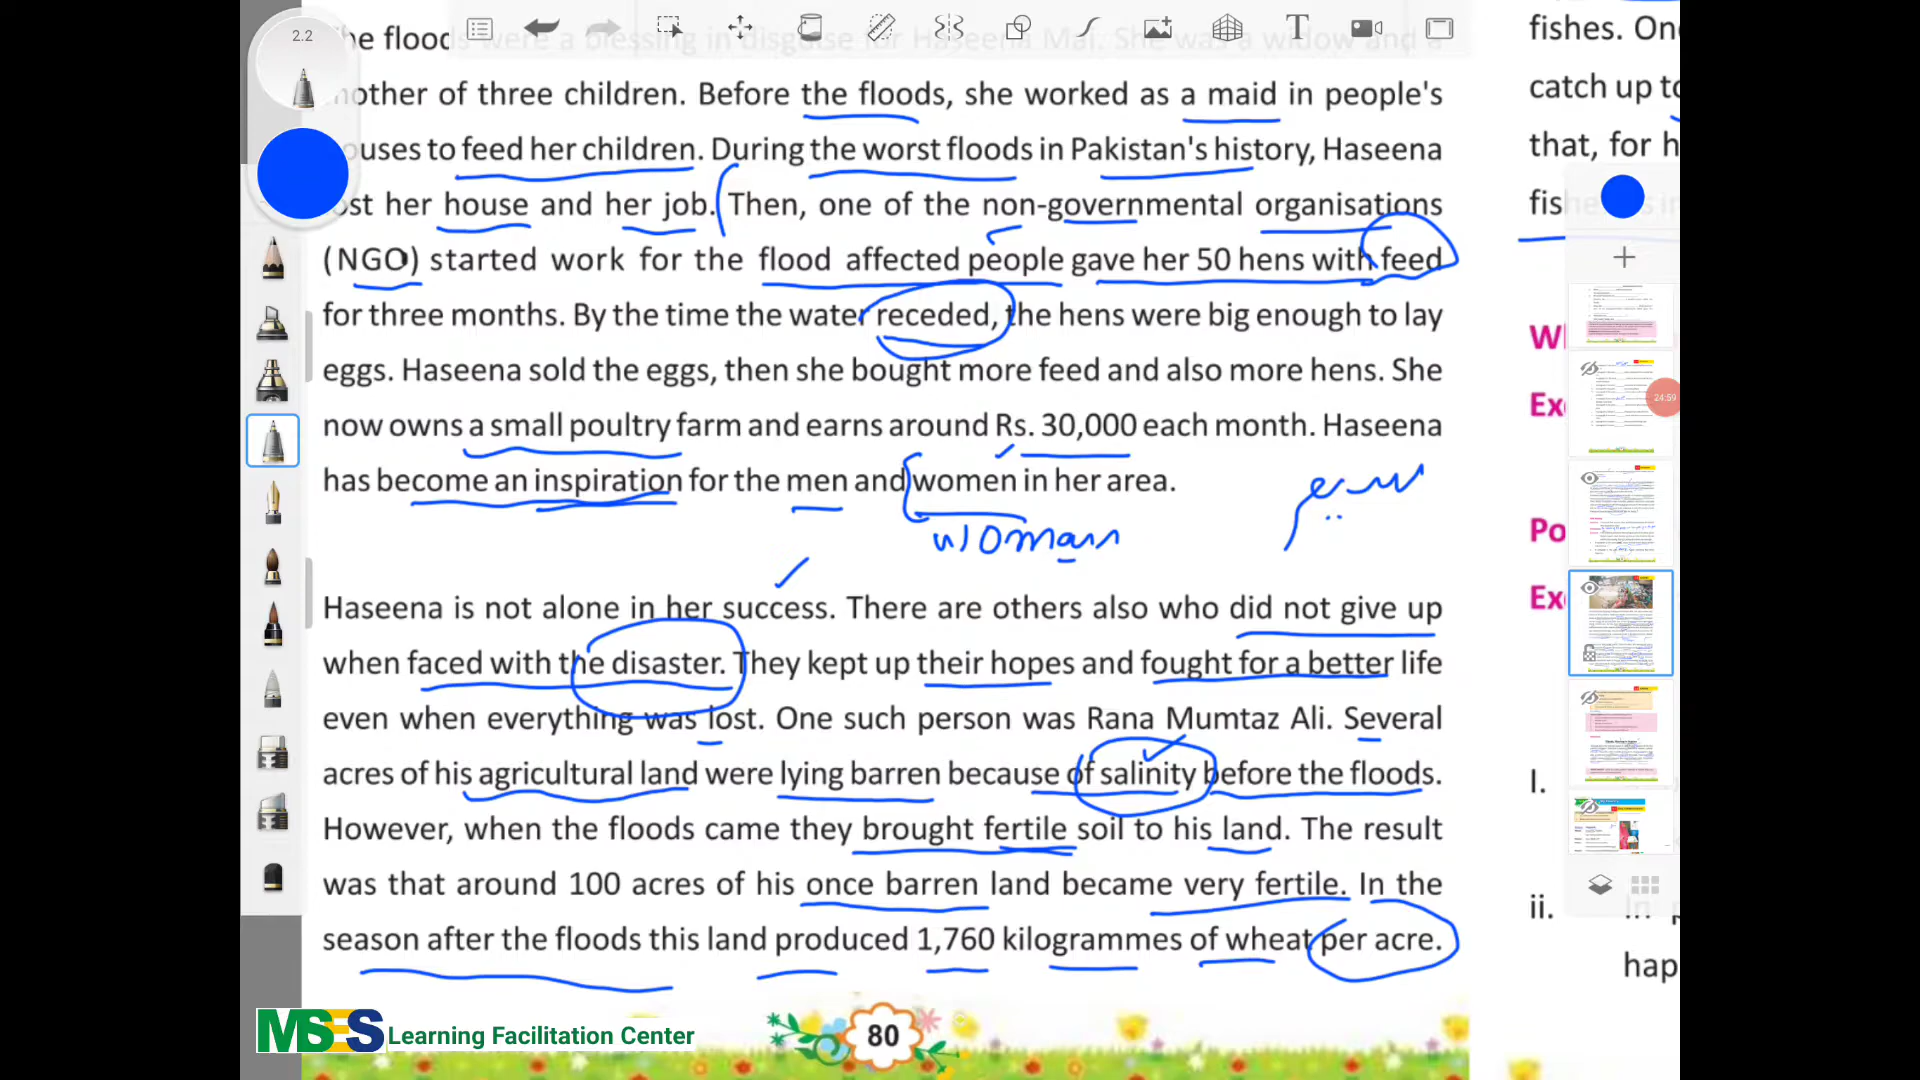 2.2
he floods were a blessing in disguise for Haseena Mai. She was a widow and a
mother of three children. Before the floods, she worked as a maid in people's
ouses to feed her children. During the worst floods in Pakistan's history, Haseena
ost her house and her job. Then, one of the non-governmental organisations
(NGO) started work for the flood affected people gave her 50 hens with feed
for three months. By the time the water receded, the hens were big enough to lay
eggs. Haseena sold the eggs, then she bought more feed and also more hens. She
now owns a small poultry farm and earns around Rs. 30,000 each month. Haseena
has become an inspiration for the men and women in her area.
woman
Haseena is not alone in her success. There are others also who did not give up
when faced with the disaster. They kept up their hopes and fought for a better life
even when everything was lost. One such person was Rana Mumtaz Ali. Several
acres of his agricultural land were lying barren because of salinity before the floods.
However, when the floods came they brought fertile soil to his land. The result
was that around 100 acres of his once barren land became very fertile. In the
season after the floods this land produced 1,760 kilogrammes of wheat per acre.
MSES Learning Facilitation Center
80
fishes. On
catch up to
that, for h
fis
24:59
Wh
Ex
Po
Ex
I.
ii. In p
hap